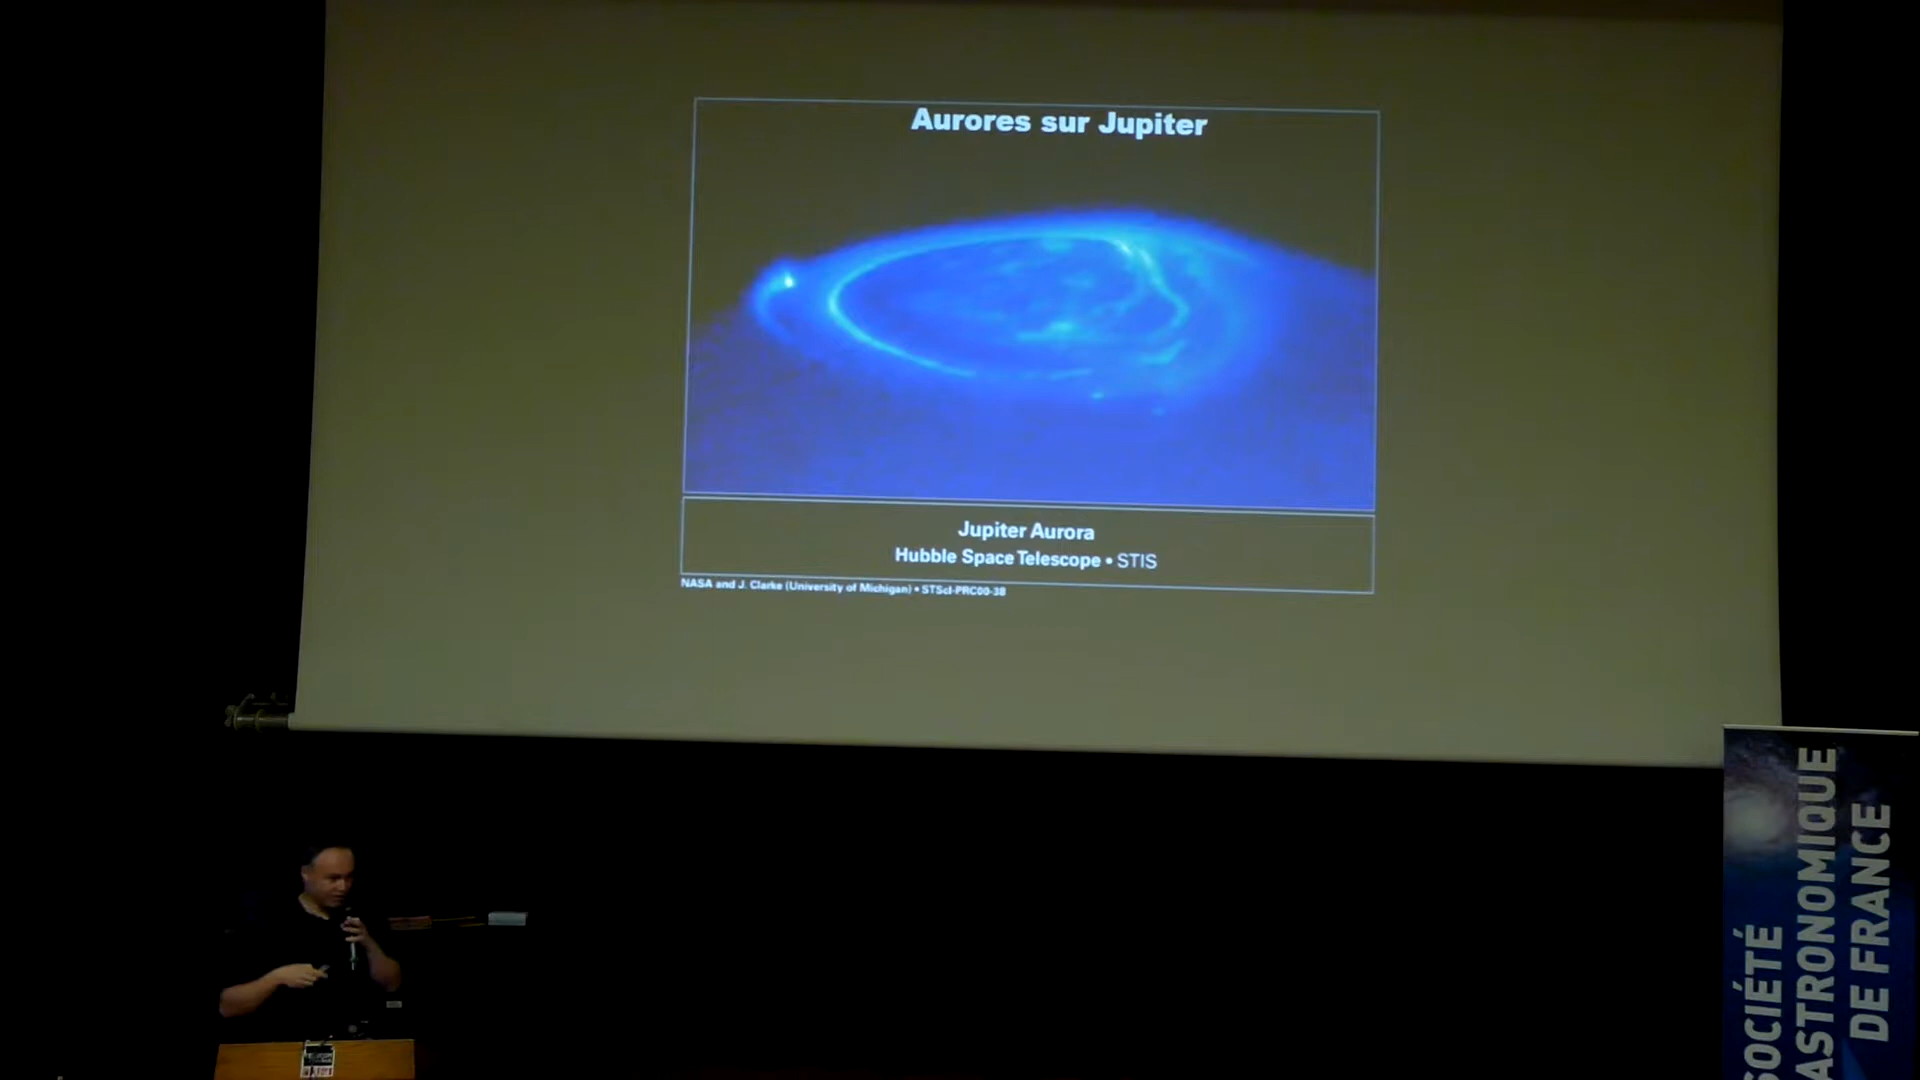 Aurores sur Jupiter
Jupiter Aurora
Hubble Space Telescope • STIS
NASA and J. Clarke (University of Michigan) • STScI-PRC00-38
SOCIÉTÉ
ASTRONOMIQUE
DE FRANCE